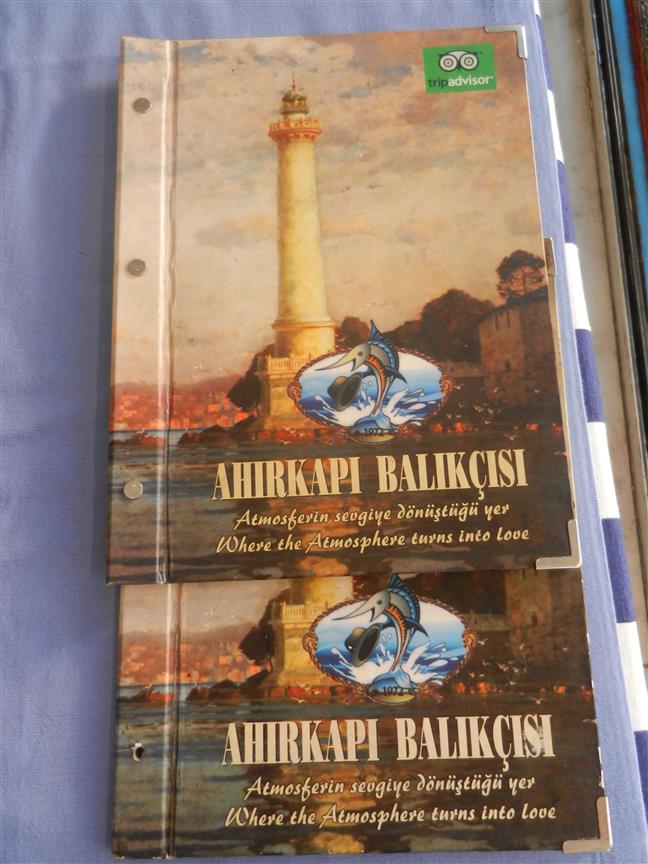 tripadvisor
1972
AHIRKAPI BALIKÇISI
Atmosferin sevgiye dönüştüğü yer
Where the Atmosphere turns into Love
1972
AHIRKAPI BALIKÇISI
Atmosferin sevgiye dönüştüğü yer
Where the Atmosphere turns into Love